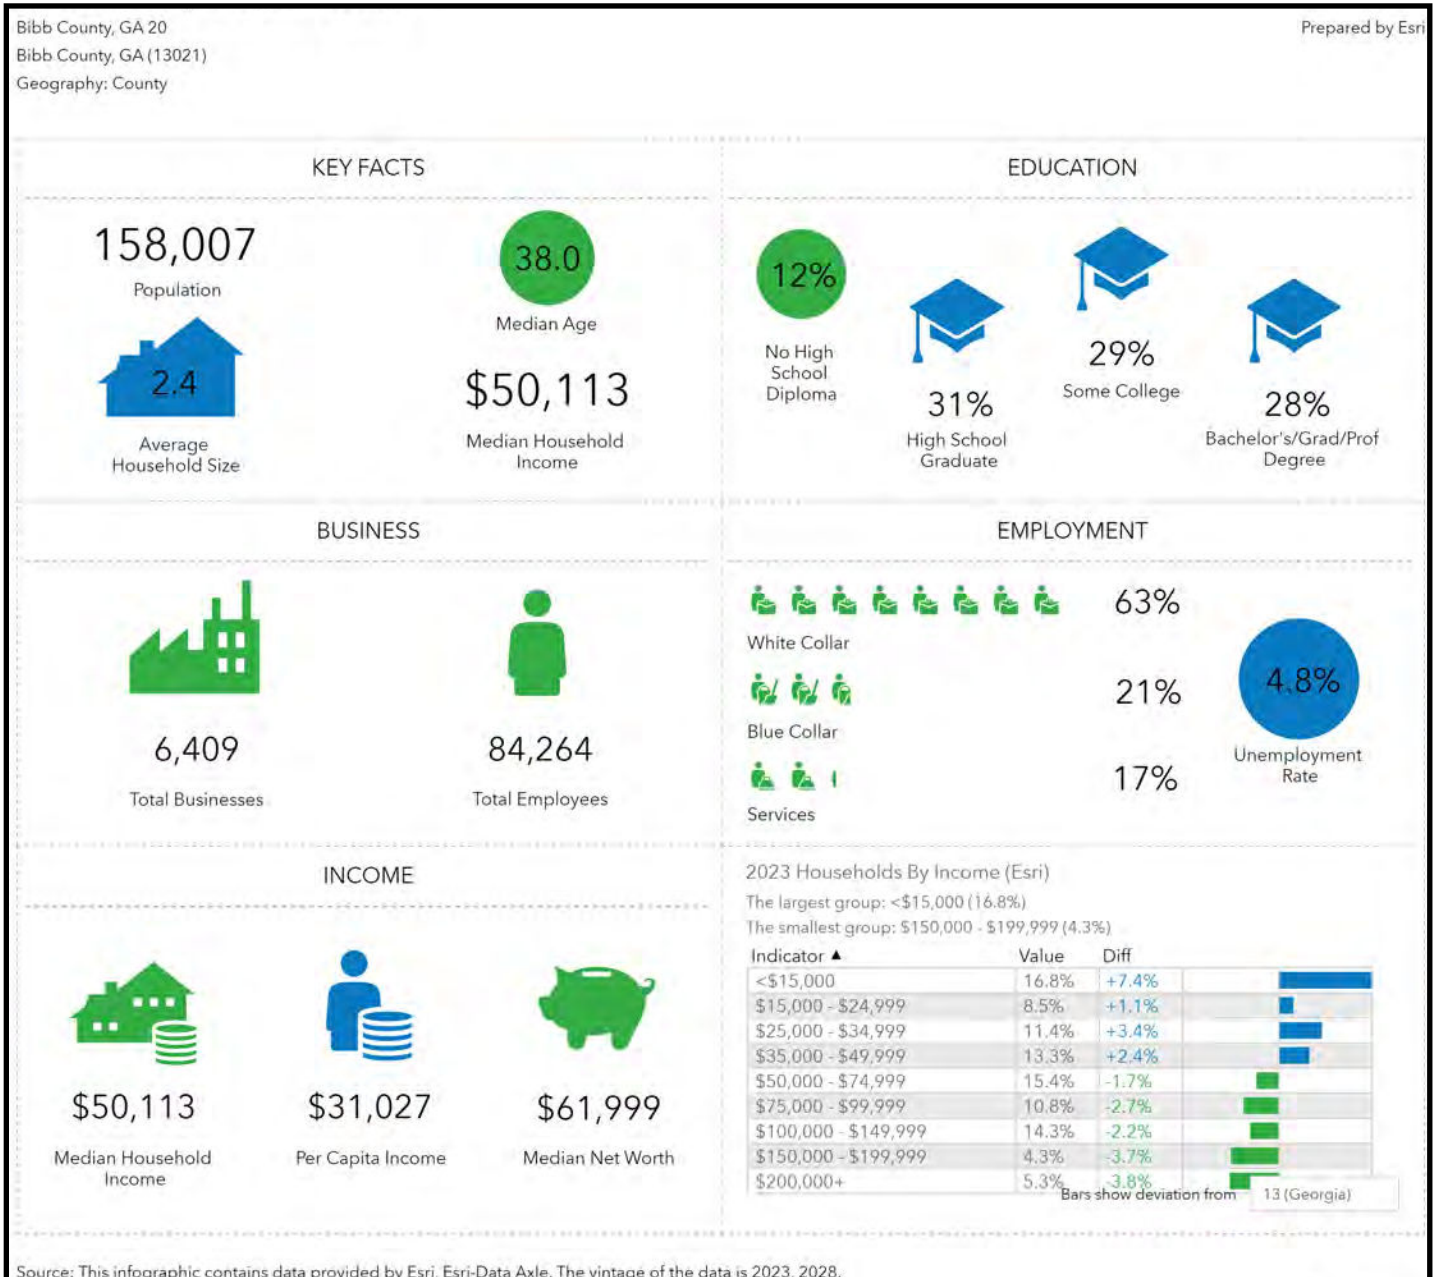 Bibb County, GA 20
Prepared by Esri
Bibb County, GA (13021)
Geography: County
KEY FACTS
158,007
Population
38.0
Median Age
2.4
Average
Household Size
$50,113
Median Household
Income
EDUCATION
12%
No High
School
Diploma
31%
High School
Graduate
29%
Some College
28%
Bachelor's/Grad/Prof
Degree
BUSINESS
6,409
Total Businesses
84,264
Total Employees
EMPLOYMENT
63%
White Collar
21%
Blue Collar
17%
Services
4.8%
Unemployment
Rate
INCOME
$50,113
Median Household
Income
$31,027
Per Capita Income
$61,999
Median Net Worth
2023 Households By Income (Esri)
The largest group: <$15,000 (16.8%)
The smallest group: $150,000 - $199,999 (4.3%)
Indicator ▲ Value Diff
<$15,000 16.8% +7.4%
$15,000 - $24,999 8.5% +1.1%
$25,000 - $34,999 11.4% +3.4%
$35,000 - $49,999 13.3% +2.4%
$50,000 - $74,999 15.4% -1.7%
$75,000 - $99,999 10.8% -2.7%
$100,000 - $149,999 14.3% -2.2%
$150,000 - $199,999 4.3% -3.7%
$200,000+ 5.3% -3.8%
Bars show deviation from 13 (Georgia)
Source: This infographic contains data provided by Esri, Esri-Data Axle. The vintage of the data is 2023, 2028.